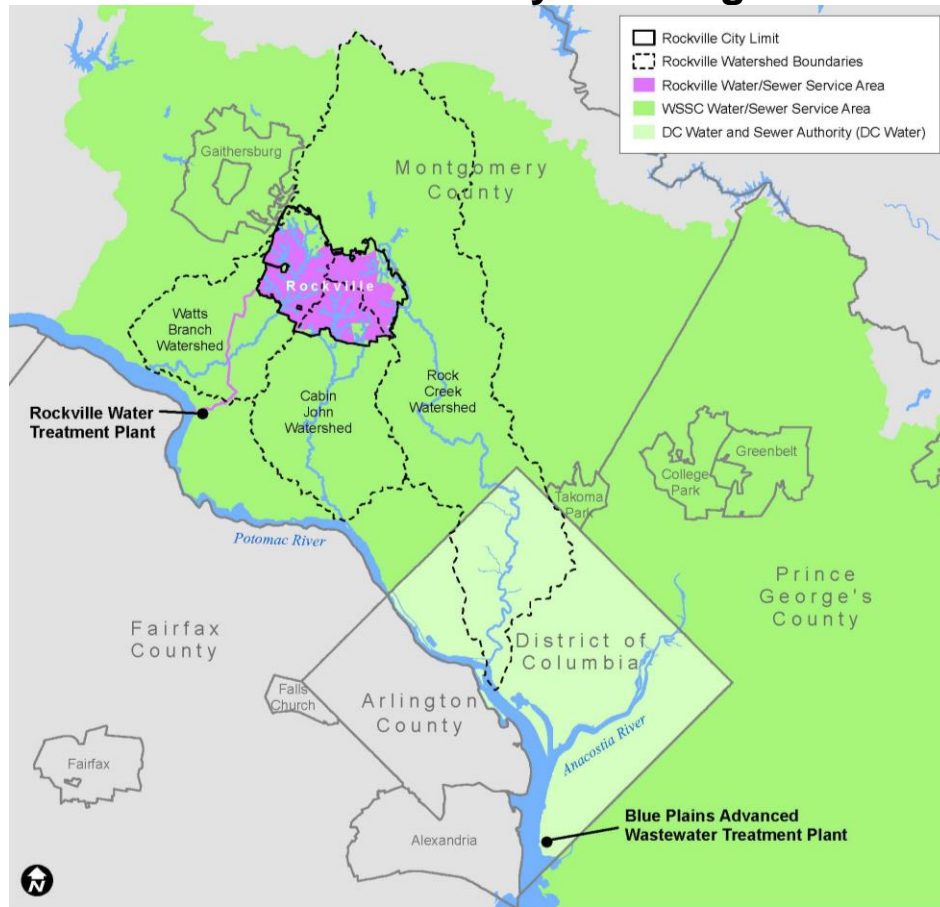 Rockville City Limit
Rockville Watershed Boundaries
Rockville Water/Sewer Service Area
WSSC Water/Sewer Service Area
DC Water and Sewer Authority (DC Water)
Gaithersburg
Montgomery
County
Rockville
Watts
Branch
Watershed
Rockville Water
Treatment Plant
Cabin
John
Watershed
Rock
Creek
Watershed
Greenbelt
College
Park
Takoma
Park
Potomac River
Prince
George's
County
Fairfax
County
District of
Columbia
Falls
Church
Arlington
County
Anacostia River
Fairfax
Blue Plains Advanced
Wastewater Treatment Plant
Alexandria
N